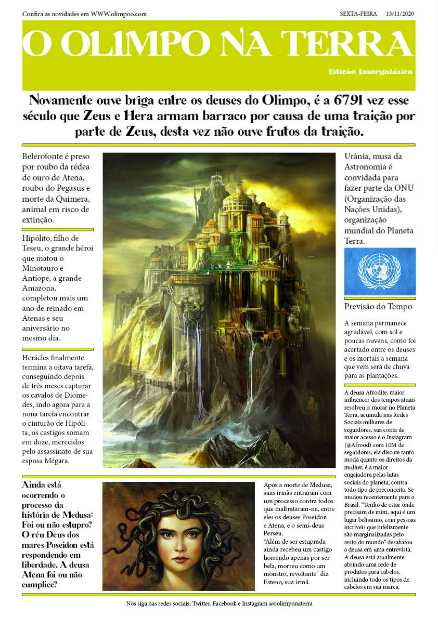 Confira as novidades em WWW.olimpoo.com
SEXTA-FEIRA 13/11/2020
O OLIMPO NA TERRA
Edição Intergalática
Novamente ouve briga entre os deuses do Olimpo, é a 6791 vez esse
século que Zeus e Hera armam barraco por causa de uma traição por
parte de Zeus, desta vez não ouve frutos da traição.
Belerofonte é preso
por roubo da rédea
de ouro de Atena,
roubo do Pegasus e
morte da Quimera,
animal em risco de
extinção.
Hipólito, filho de
Teseu, o grande héroi
que matou o
Minotauro e
Antiope, a grande
Amazona,
completou mais um
ano de reinado em
Atenas e seu
aniversário no
mesmo dia.
Herácles finalmente
termina a oitava tarefa,
conseguindo depois
de três meses capturar
os cavalos de Diome-
des, indo agora para a
nona tarefa encontrar
o cinturão de Hipóli-
ta, os castigos somam
em doze, merecidos
pelo assassinato de sua
esposa Mégara.
Urânia, musa da
Astronomia é
convidada para
fazer parte da ONU
(Organização das
Nações Unidas),
organização
mundial do Planeta
Terra.
Previsão do Tempo
A semana permanece
agradável, com sol e
poucas nuvens, como foi
acertado entre os deuses
e os mortais a semana
que vem será de chuva
para as plantações.
A deusa Afrodite, maior
influencer dos tempos atuais
resolveu ir morar no Planeta
Terra, acumula nas Redes
Sociais milhares de
seguidores, sua conta de
maior acesso é o Instagram
(@Afrood) com 10M de
seguidores, ela discute tanto
moda quanto os direitos da
mulher, é a maior
engajadora pelas lutas
sociais do planeta, contra
todo tipo de preconceito. Se
mudou recentemente para o
Brasil. "Tenho de estar onde
precisam de mim, aqui é um
lugar belíssimo, com pessoas
incríveis que infelizmente
são marginalizadas pelo
resto do mundo" desabafou
a deusa em uma entrevista.
A deusa está atualmente
abrindo uma rede de
produtos para cabelos,
incluindo todo os tipos de
cabelos em sua marca.
Ainda está
ocorrendo o
processo da
história de Medusa:
Foi ou não estupro?
O réu Deus dos
mares Poseidon está
respondendo em
liberdade. A deusa
Atena foi ou não
cumplice?
Após a morte de Medusa,
suas irmãs entraram com
um processo contra todos
que maltrataram-na, entre
eles os deuses Poseidon
e Atena, e o semi-deus
Perseu.
"Além de ser estuprada
ainda recebeu um castigo
horrendo apenas por ser
bela, morreu como um
monstro, revoltante" diz
Esteno, sua irmã.
Nos siga nas redes sociais: Twitter, Facebook e Instagram @oolimponaterra